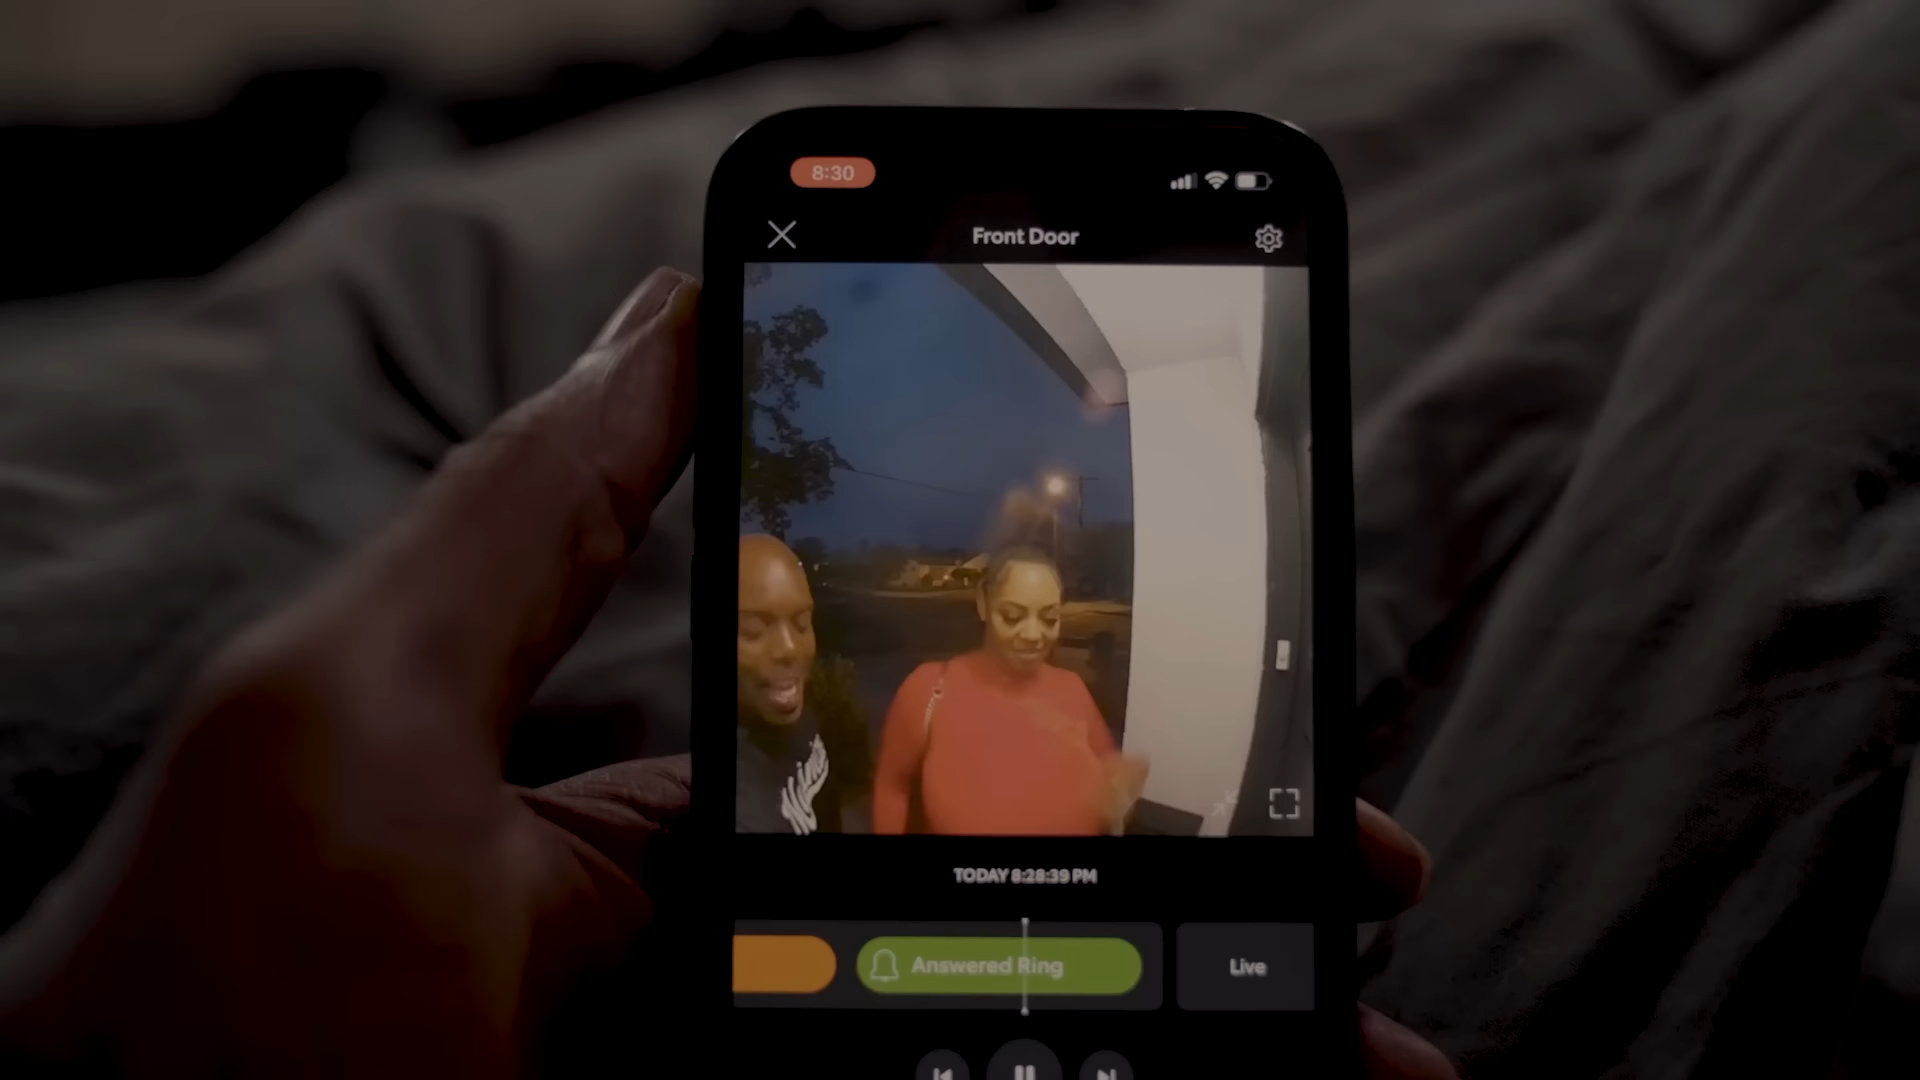 8:30
Front Door
TODAY 8:28:39 PM
Answered Ring
Live